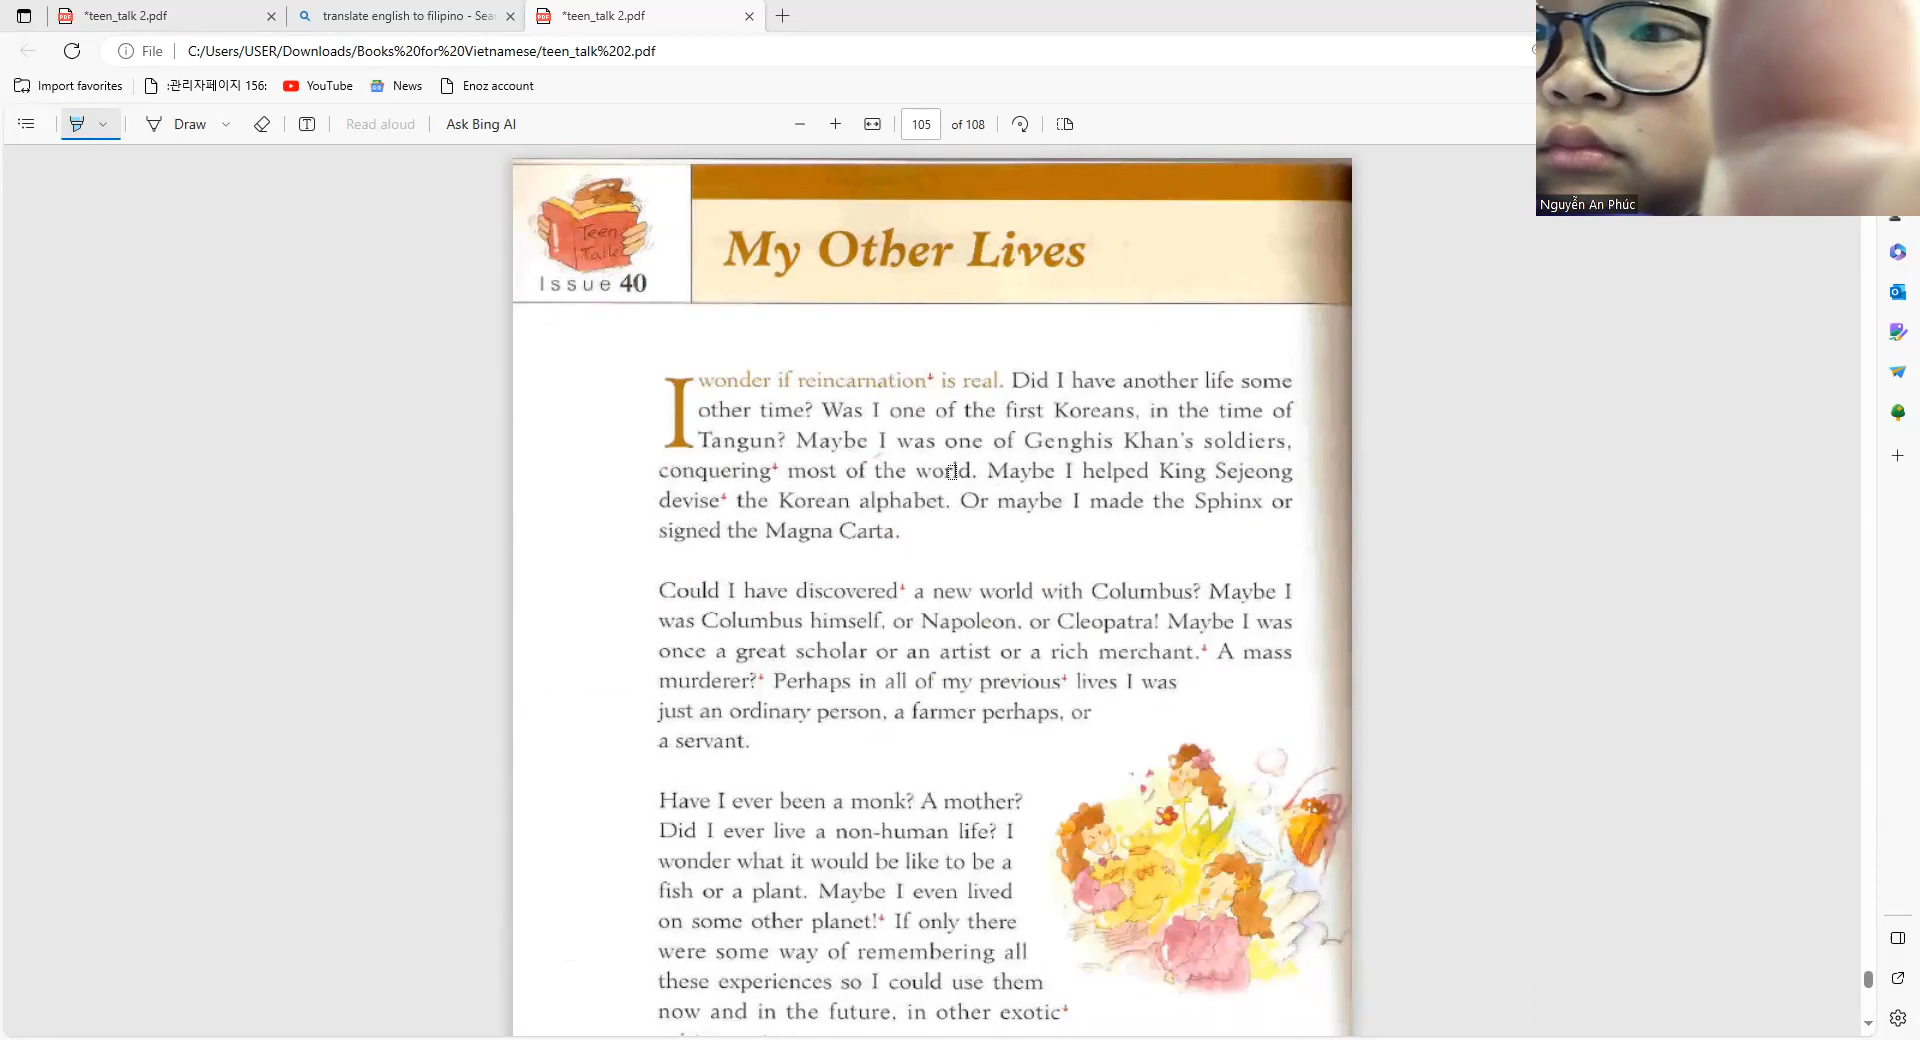 *teen_talk 2.pdf
translate english to filipino - Sea
*teen_talk 2.pdf
File C:/Users/USER/Downloads/Books%20for%20Vietnamese/teen_talk%202.pdf
Import favorites :관리자페이지 156: YouTube News Enoz account
Draw Read aloud Ask Bing AI 105 of 108
Nguyễn An Phúc
Teen
Talk
Issue 40
My Other Lives
I wonder if reincarnation+ is real. Did I have another life some
other time? Was I one of the first Koreans, in the time of
Tangun? Maybe I was one of Genghis Khan's soldiers,
conquering+ most of the world. Maybe I helped King Sejeong
devise+ the Korean alphabet. Or maybe I made the Sphinx or
signed the Magna Carta.
Could I have discovered+ a new world with Columbus? Maybe I
was Columbus himself, or Napoleon, or Cleopatra! Maybe I was
once a great scholar or an artist or a rich merchant.+ A mass
murderer?+ Perhaps in all of my previous+ lives I was
just an ordinary person, a farmer perhaps, or
a servant.
Have I ever been a monk? A mother?
Did I ever live a non-human life? I
wonder what it would be like to be a
fish or a plant. Maybe I even lived
on some other planet!+ If only there
were some way of remembering all
these experiences so I could use them
now and in the future, in other exotic+